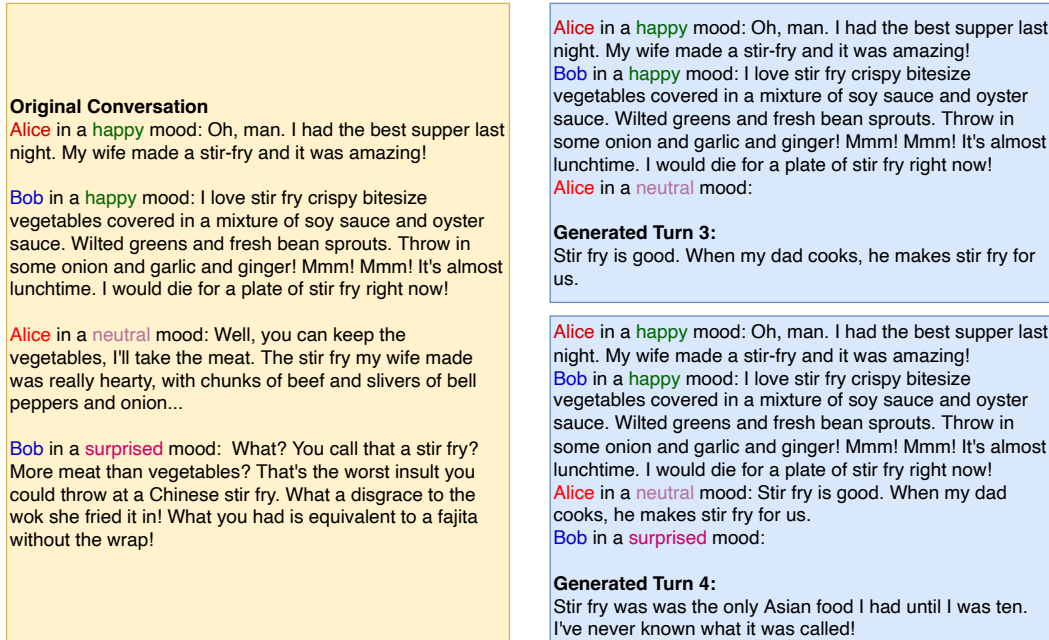 Original Conversation
Alice in a happy mood: Oh, man. I had the best supper last
night. My wife made a stir-fry and it was amazing!
Bob in a happy mood: I love stir fry crispy bitesize
vegetables covered in a mixture of soy sauce and oyster
sauce. Wilted greens and fresh bean sprouts. Throw in
some onion and garlic and ginger! Mmm! Mmm! It's almost
lunchtime. I would die for a plate of stir fry right now!
Alice in a neutral mood: Well, you can keep the
vegetables, I'll take the meat. The stir fry my wife made
was really hearty, with chunks of beef and slivers of bell
peppers and onion...
Bob in a surprised mood:  What? You call that a stir fry?
More meat than vegetables? That's the worst insult you
could throw at a Chinese stir fry. What a disgrace to the
wok she fried it in! What you had is equivalent to a fajita
without the wrap!
Alice in a happy mood: Oh, man. I had the best supper last
night. My wife made a stir-fry and it was amazing!
Bob in a happy mood: I love stir fry crispy bitesize
vegetables covered in a mixture of soy sauce and oyster
sauce. Wilted greens and fresh bean sprouts. Throw in
some onion and garlic and ginger! Mmm! Mmm! It's almost
lunchtime. I would die for a plate of stir fry right now!
Alice in a neutral mood:
Generated Turn 3:
Stir fry is good. When my dad cooks, he makes stir fry for
us.
Alice in a happy mood: Oh, man. I had the best supper last
night. My wife made a stir-fry and it was amazing!
Bob in a happy mood: I love stir fry crispy bitesize
vegetables covered in a mixture of soy sauce and oyster
sauce. Wilted greens and fresh bean sprouts. Throw in
some onion and garlic and ginger! Mmm! Mmm! It's almost
lunchtime. I would die for a plate of stir fry right now!
Alice in a neutral mood: Stir fry is good. When my dad
cooks, he makes stir fry for us.
Bob in a surprised mood:
Generated Turn 4:
Stir fry was was the only Asian food I had until I was ten.
I've never known what it was called!